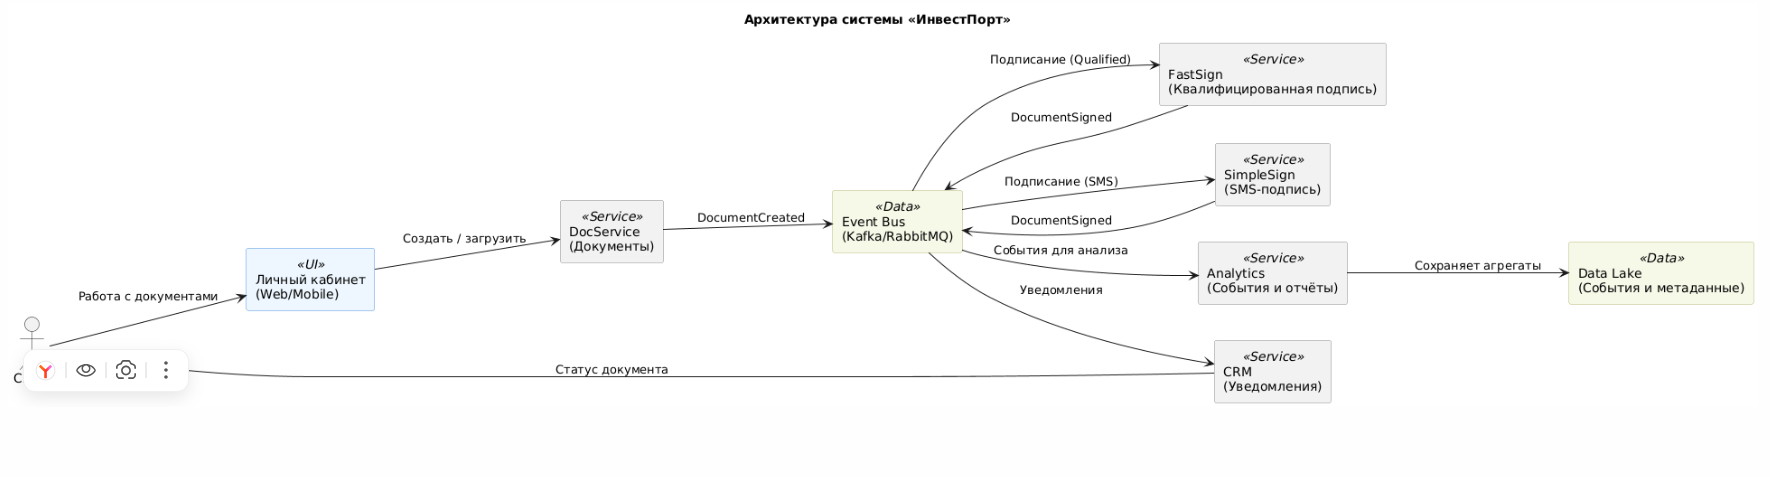 Архитектура системы «ИнвестПорт»
Подписание (Qualified)
«Service»
FastSign
(Квалифицированная подпись)
DocumentSigned
«Service»
SimpleSign
(SMS-подпись)
Подписание (SMS)
DocumentSigned
«Data»
Event Bus
(Kafka/RabbitMQ)
DocumentCreated
«Service»
DocService
(Документы)
Создать / загрузить
«UI»
Личный кабинет
(Web/Mobile)
Работа с документами
События для анализа
«Service»
Analytics
(События и отчёты)
Сохраняет агрегаты
«Data»
Data Lake
(События и метаданные)
Уведомления
«Service»
CRM
(Уведомления)
Статус документа